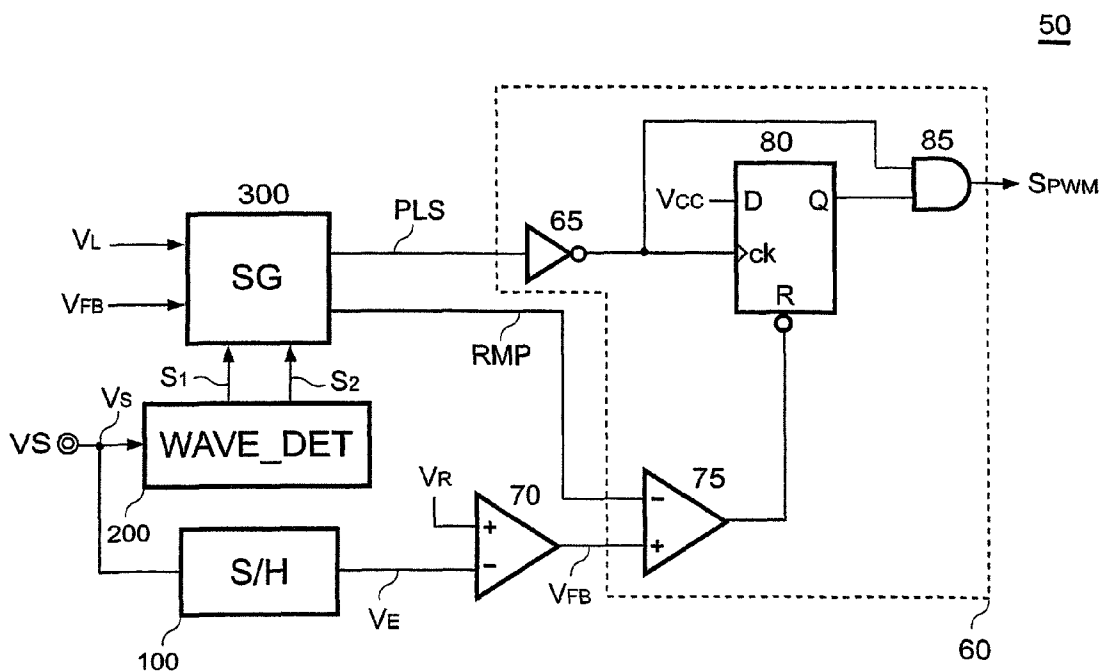 50
80
85
300
PLS
65
VCC
D
Q
SPWM
VL
SG
ck
VFB
R
RMP
S1
S2
VS
VS
WAVE_DET
VR
70
75
200
+
-
-
+
S/H
VE
VFB
100
60